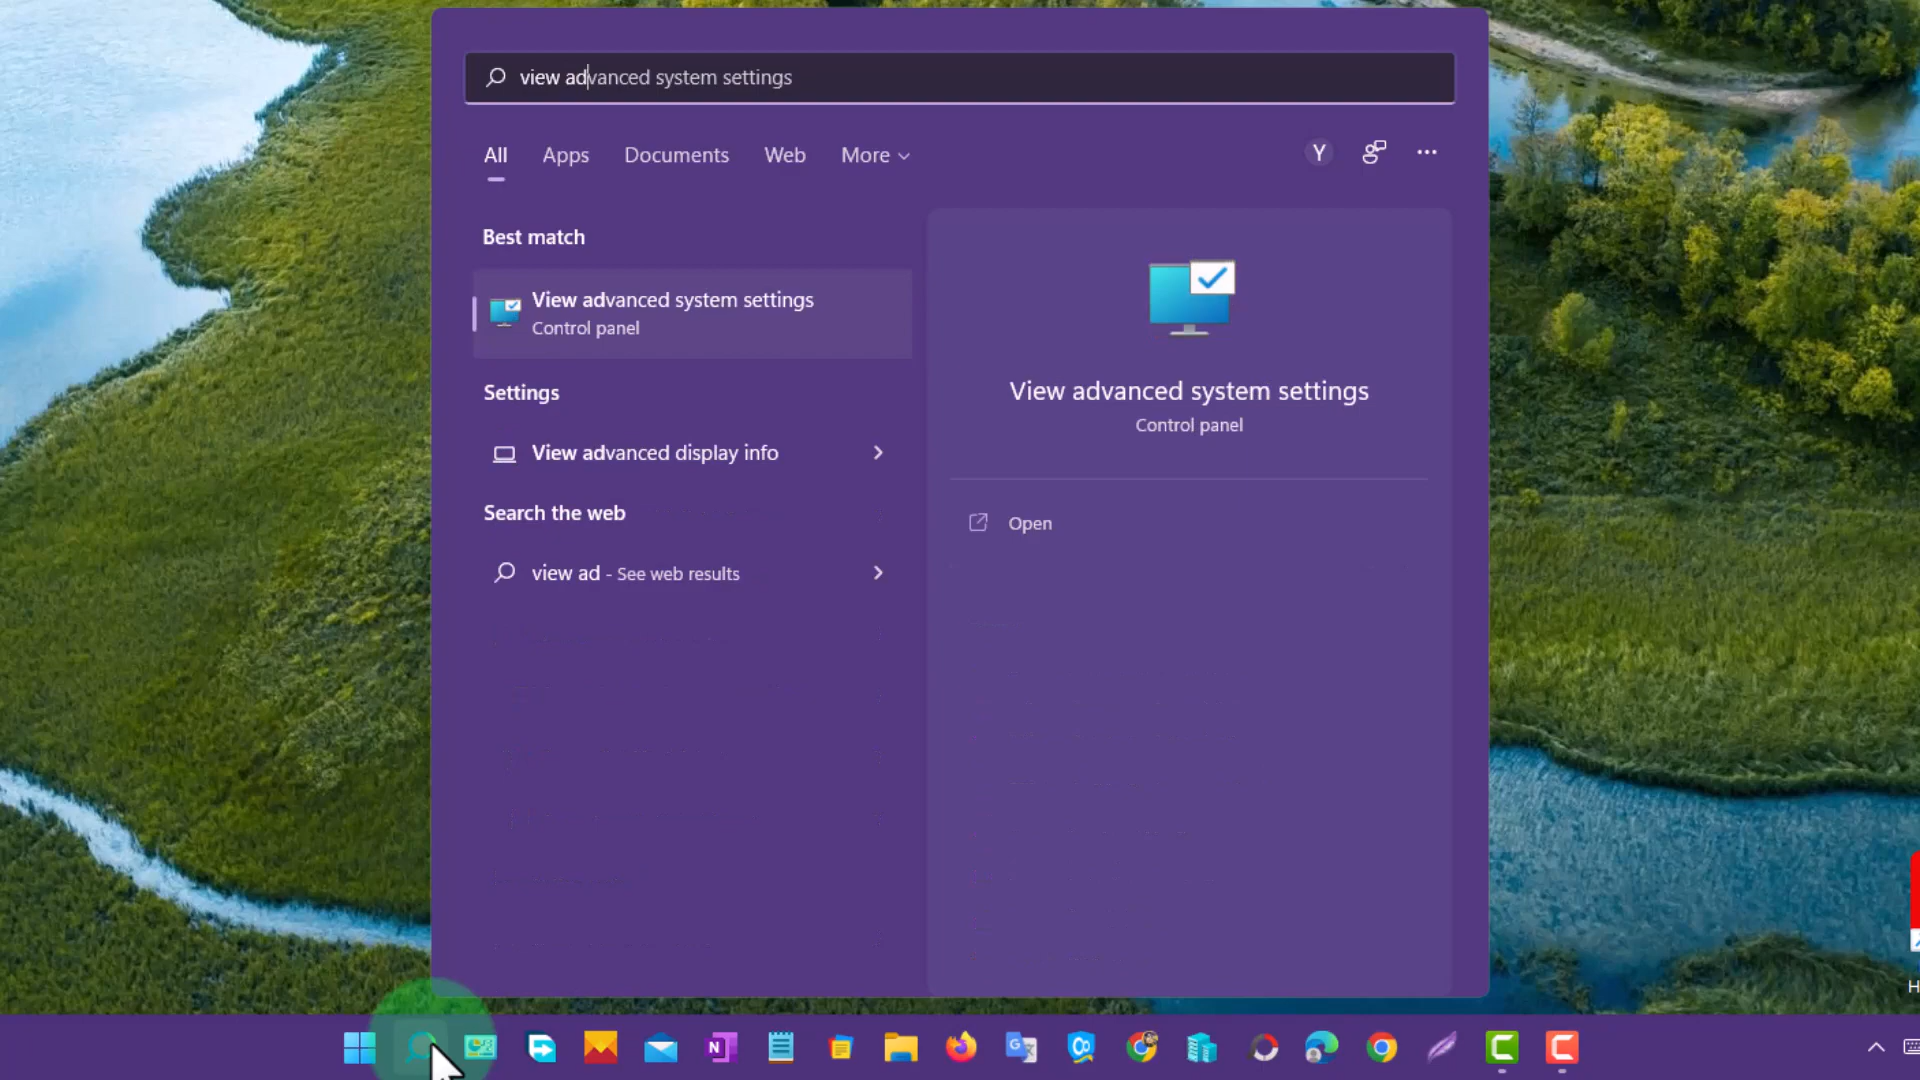 view advanced system settings
All Apps Documents Web More
Y
Best match
View advanced system settings
Control panel
Settings
View advanced display info
Search the web
view ad - See web results
View advanced system settings
Control panel
Open
H
N
G